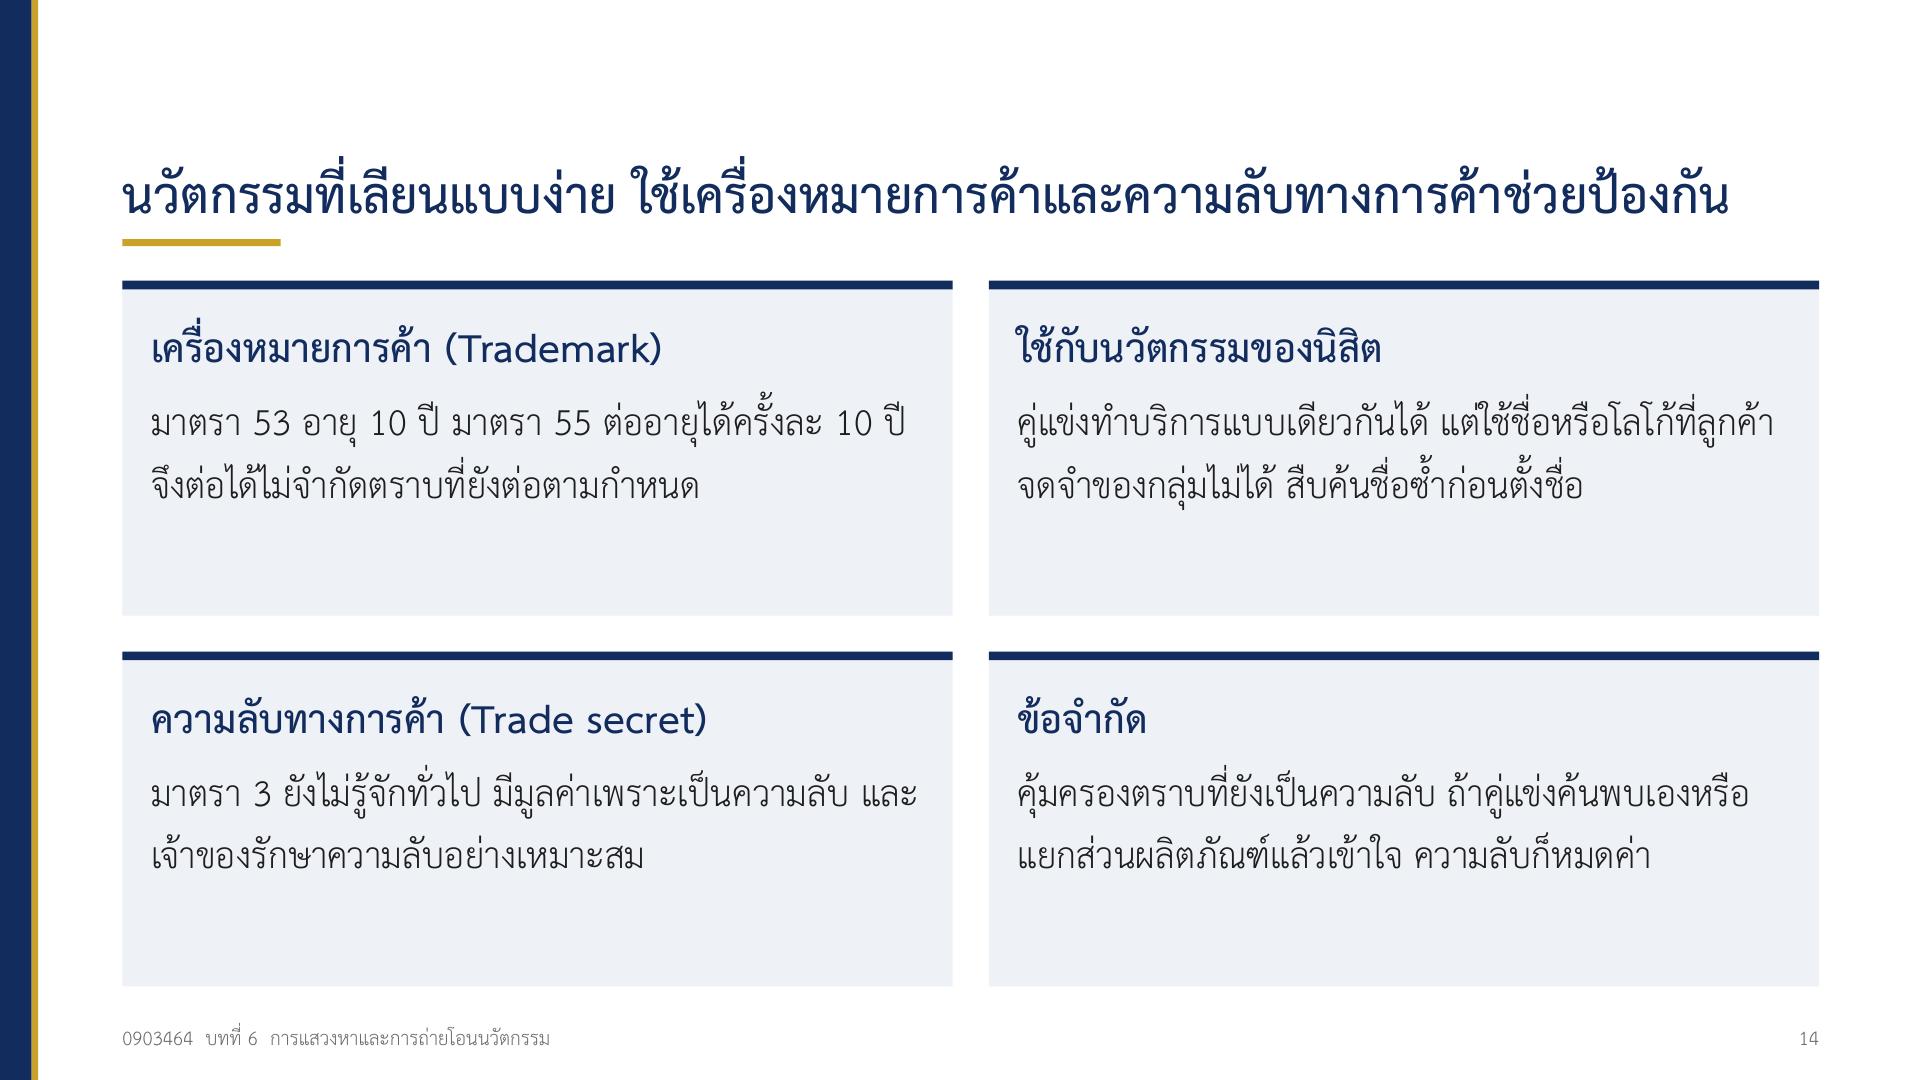 นวัตกรรมที่เลียนแบบง่าย ใช้เครื่องหมายการค้าและความลับทางการค้าช่วยป้องกัน
เครื่องหมายการค้า (Trademark)
มาตรา 53 อายุ 10 ปี มาตรา 55 ต่ออายุได้ครั้งละ 10 ปี
จึงต่อได้ไม่จำกัดตราบที่ยังต่อตามกำหนด
ใช้กับนวัตกรรมของนิสิต
คู่แข่งทำบริการแบบเดียวกันได้ แต่ใช้ชื่อหรือโลโก้ที่ลูกค้า
จดจำของกลุ่มไม่ได้ สืบค้นชื่อซ้ำก่อนตั้งชื่อ
ความลับทางการค้า (Trade secret)
มาตรา 3 ยังไม่รู้จักทั่วไป มีมูลค่าเพราะเป็นความลับ และ
เจ้าของรักษาความลับอย่างเหมาะสม
ข้อจำกัด
คุ้มครองตราบที่ยังเป็นความลับ ถ้าคู่แข่งค้นพบเองหรือ
แยกส่วนผลิตภัณฑ์แล้วเข้าใจ ความลับก็หมดค่า
0903464 บทที่ 6 การแสวงหาและการถ่ายโอนนวัตกรรม
14